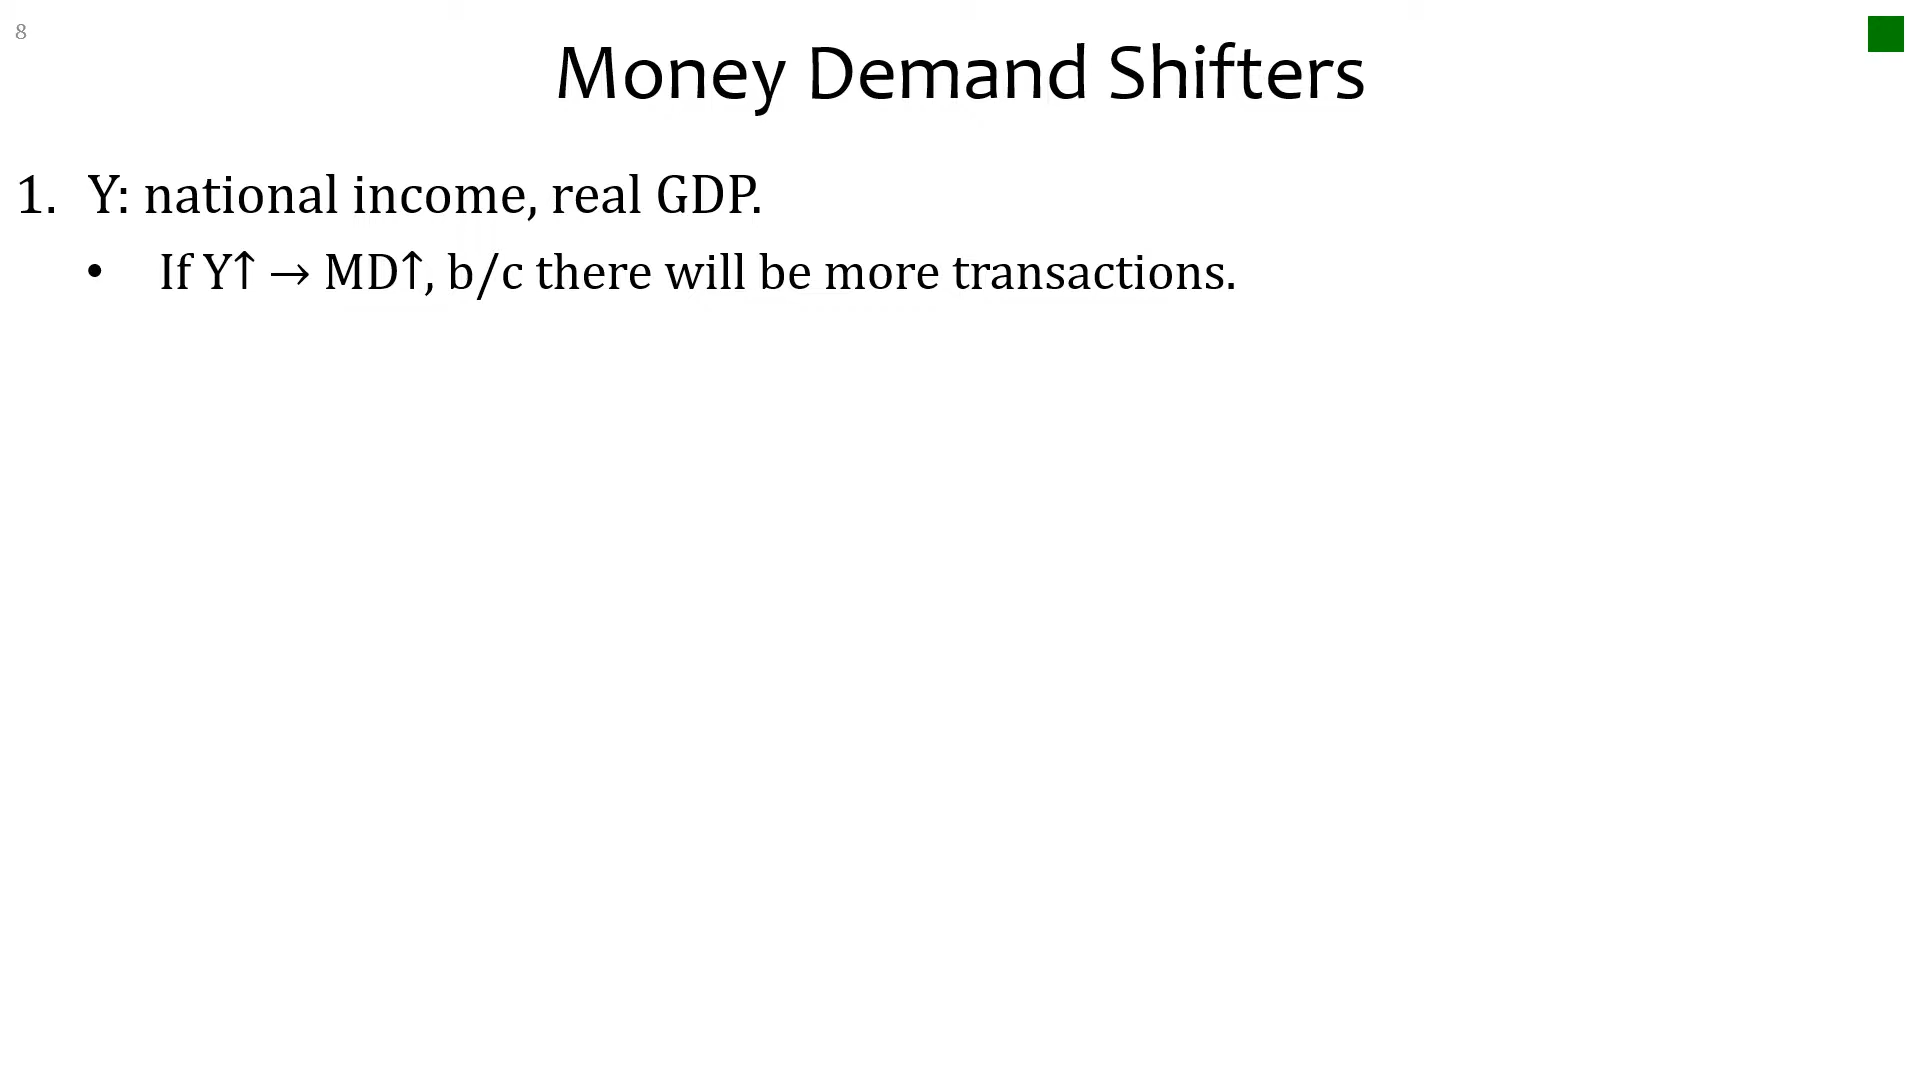 8
Money Demand Shifters
1. Y: national income, real GDP.
• If Y↑ → MD↑, b/c there will be more transactions.